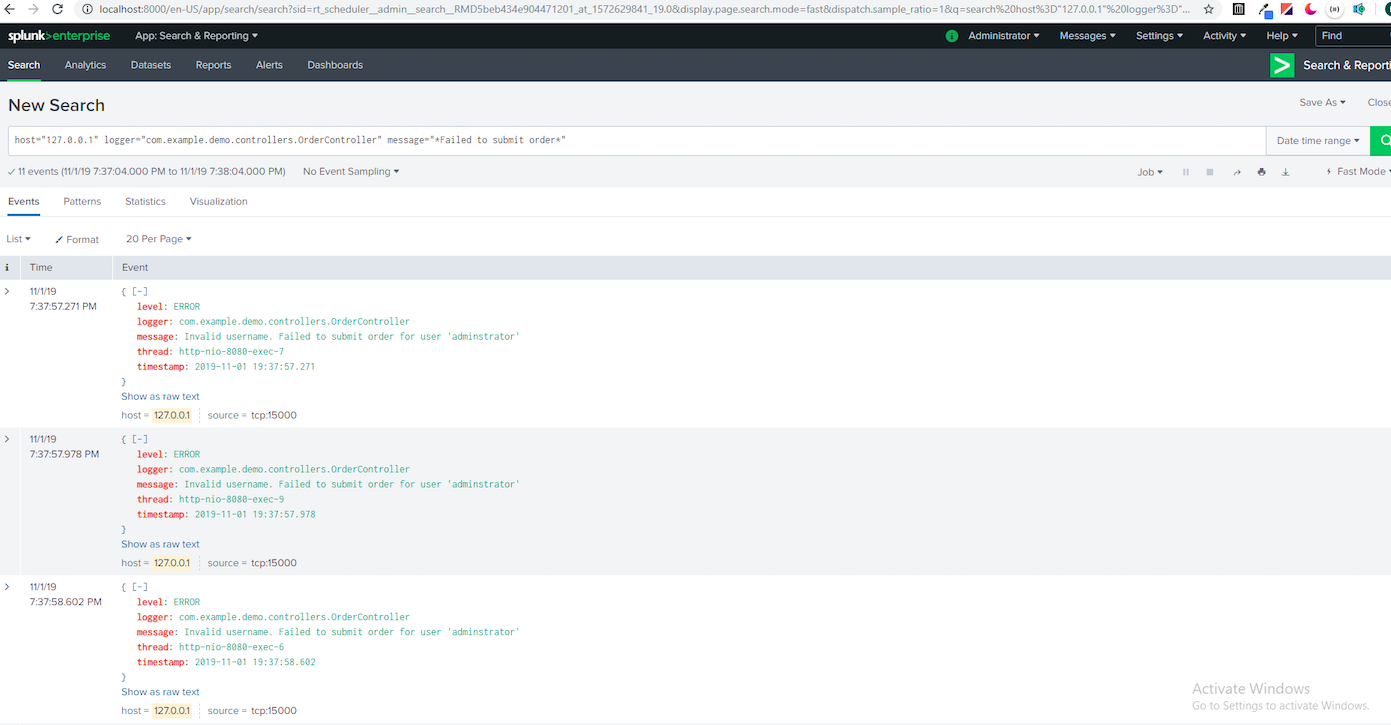 localhost:8000/en-US/app/search/search?sid=rt_scheduler__admin__search__RMD5beb434e904471201_at_1572629841_19.0&display.page.search.mode=fast&dispatch.sample_ratio=1&q=search%20host%3D"127.0.0.1"%20logger%3D"...
splunk>enterprise App: Search & Reporting Administrator Messages Settings Activity Help Find
Search Analytics Datasets Reports Alerts Dashboards Search & Reporti
New Search Save As Close
host="127.0.0.1" logger="com.example.demo.controllers.OrderController" message="*Failed to submit order*" Date time range
11 events (11/1/19 7:37:04.000 PM to 11/1/19 7:38:04.000 PM) No Event Sampling Job Fast Mode
Events Patterns Statistics Visualization
List Format 20 Per Page
i Time Event
11/1/19 { [-]
7:37:57.271 PM level: ERROR
logger: com.example.demo.controllers.OrderController
message: Invalid username. Failed to submit order for user 'adminstrator'
thread: http-nio-8080-exec-7
timestamp: 2019-11-01 19:37:57.271
}
Show as raw text
host = 127.0.0.1 source = tcp:15000
11/1/19 { [-]
7:37:57.978 PM level: ERROR
logger: com.example.demo.controllers.OrderController
message: Invalid username. Failed to submit order for user 'adminstrator'
thread: http-nio-8080-exec-9
timestamp: 2019-11-01 19:37:57.978
}
Show as raw text
host = 127.0.0.1 source = tcp:15000
11/1/19 { [-]
7:37:58.602 PM level: ERROR
logger: com.example.demo.controllers.OrderController
message: Invalid username. Failed to submit order for user 'adminstrator'
thread: http-nio-8080-exec-6
timestamp: 2019-11-01 19:37:58.602
}
Show as raw text
host = 127.0.0.1 source = tcp:15000
Activate Windows
Go to Settings to activate Windows.